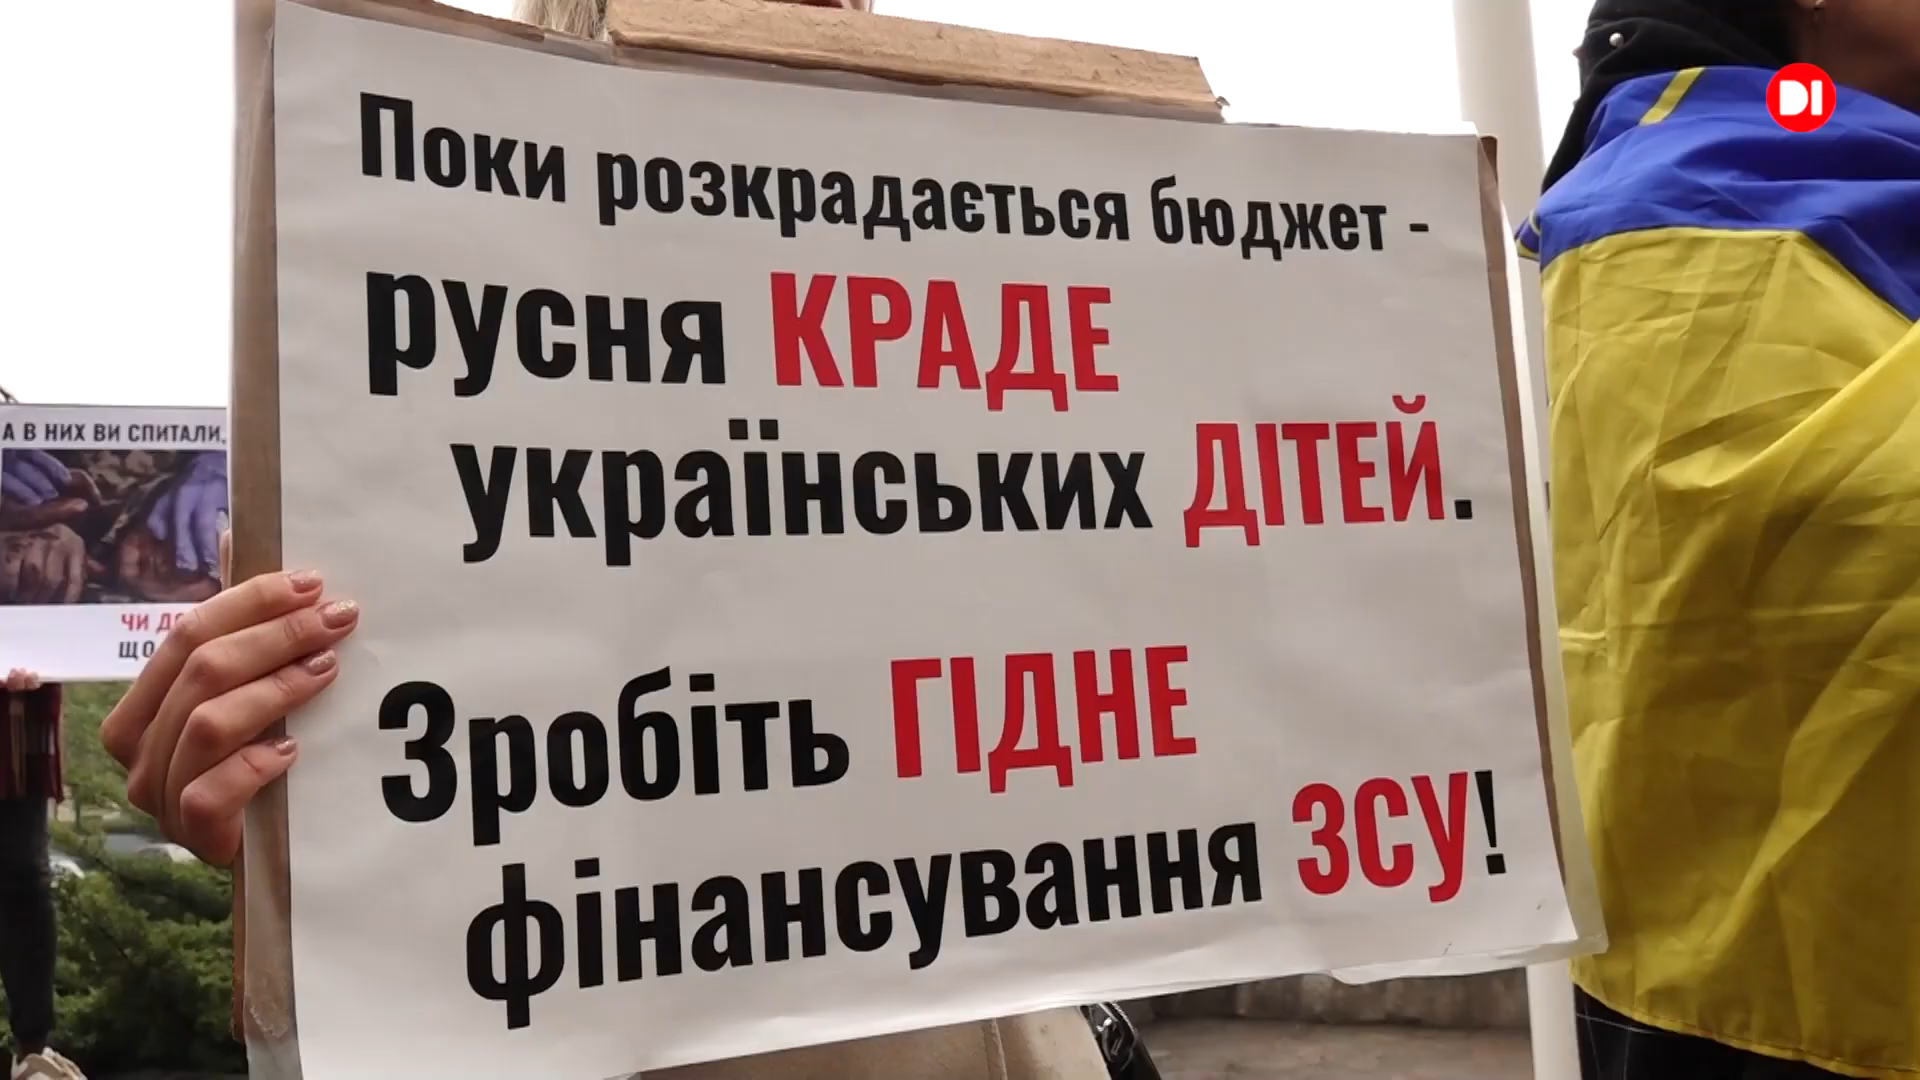 Поки розкрадається бюджет -
русня КРАДЕ
українських ДІТЕЙ.
Зробіть ГІДНЕ
фінансування ЗСУ!
А В НИХ ВИ СПИТАЛИ,
ЧИ
ЩО
DI